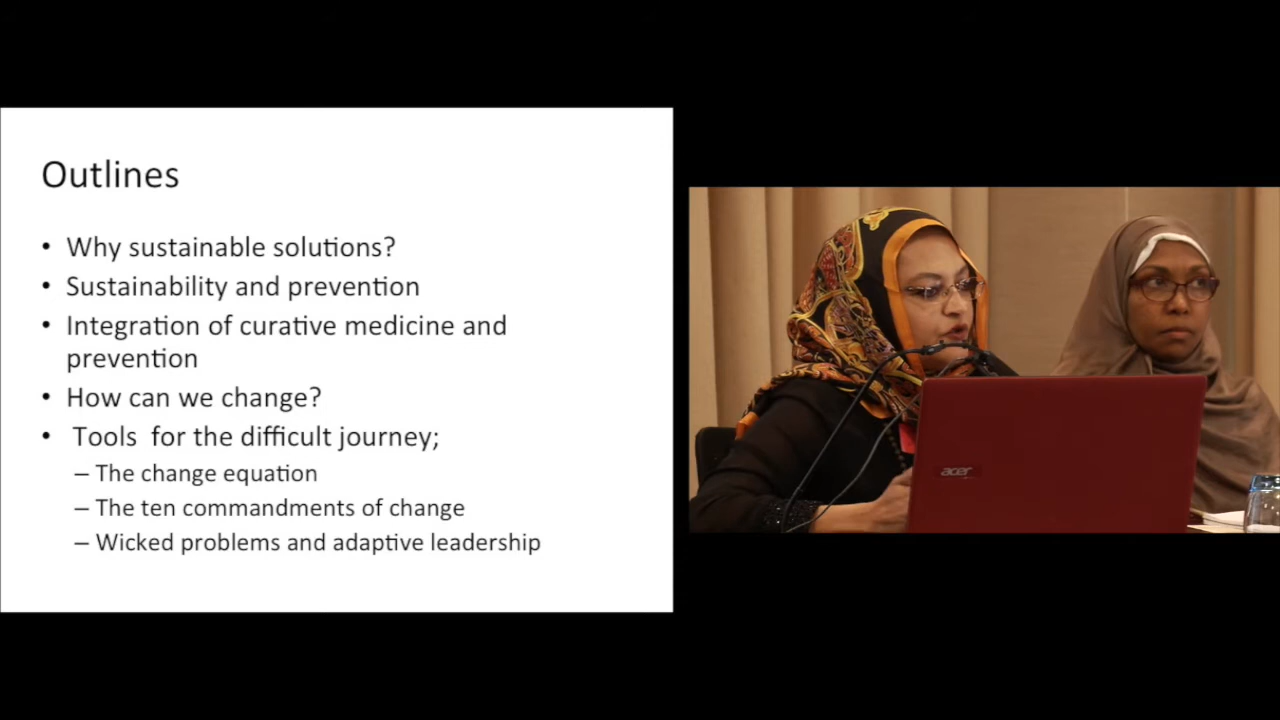 Outlines
• Why sustainable solutions?
• Sustainability and prevention
• Integration of curative medicine and
prevention
• How can we change?
• Tools for the difficult journey;
– The change equation
– The ten commandments of change
– Wicked problems and adaptive leadership
acer